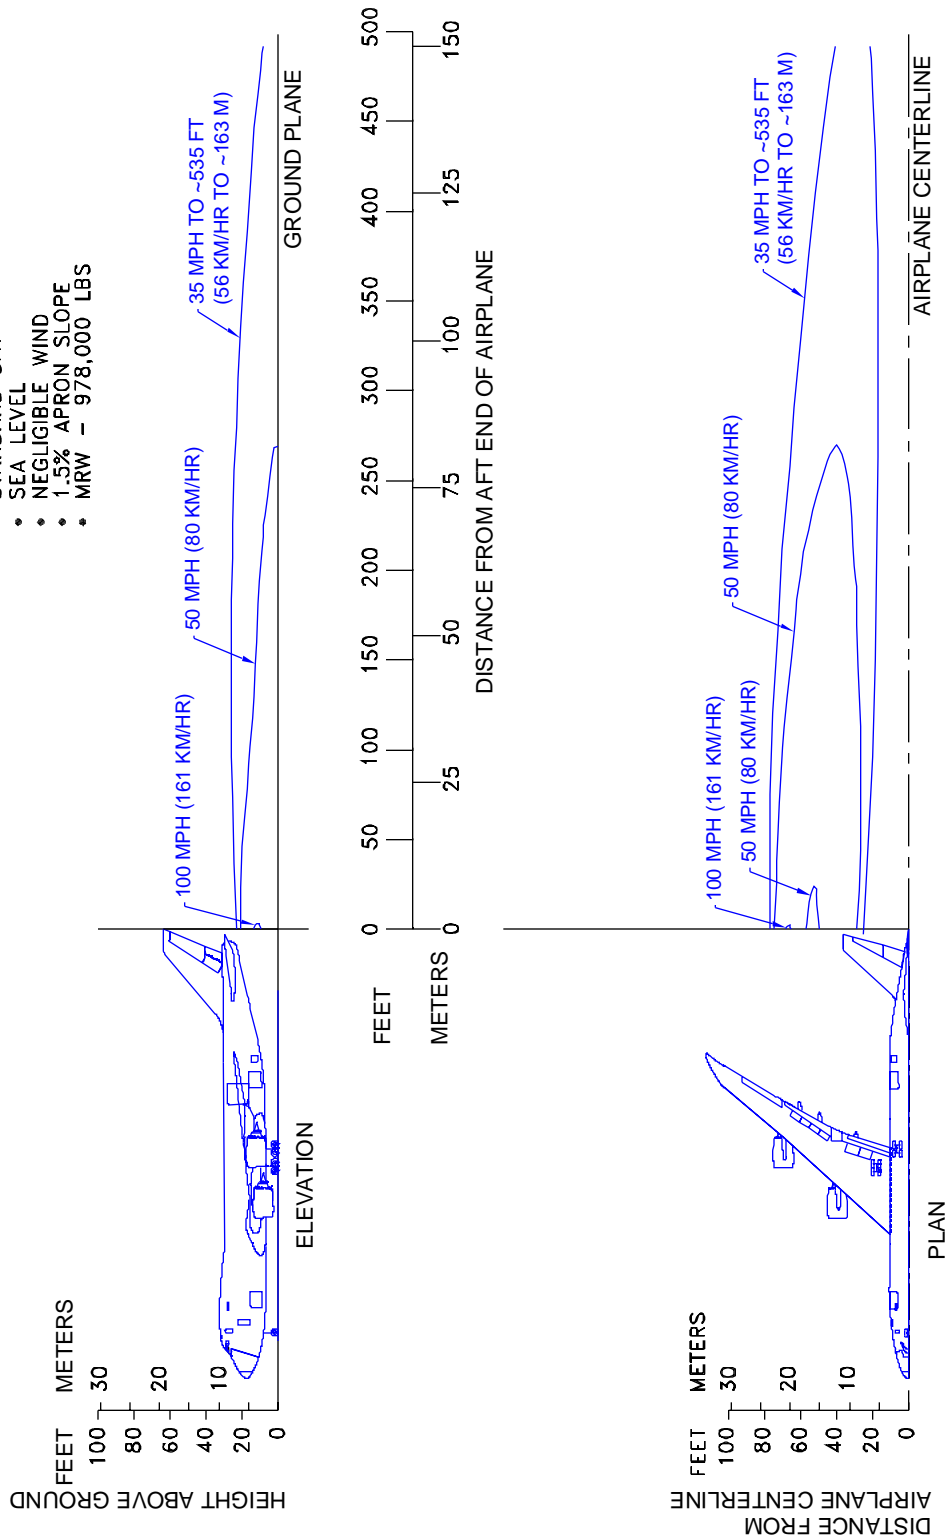 SEA LEVEL
NEGLIGIBLE WIND
1.5% APRON SLOPE
MRW - 978,000 LBS
HEIGHT ABOVE GROUND
FEET METERS
100
80
60
40
20
0
30
20
10
100 MPH (161 KM/HR)
50 MPH (80 KM/HR)
35 MPH TO ~535 FT
(56 KM/HR TO ~163 M)
ELEVATION
GROUND PLANE
FEET
0 50 100 150 200 250 300 350 400 450 500
METERS
0 25 50 75 100 125 150
DISTANCE FROM AFT END OF AIRPLANE
DISTANCE FROM
AIRPLANE CENTERLINE
FEET METERS
100
80
60
40
20
0
30
20
10
100 MPH (161 KM/HR)
50 MPH (80 KM/HR)
50 MPH (80 KM/HR)
35 MPH TO ~535 FT
(56 KM/HR TO ~163 M)
PLAN
AIRPLANE CENTERLINE